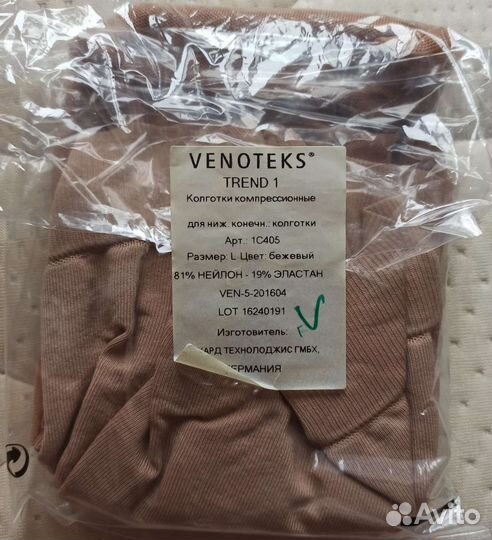 VENOTEKS®
TREND 1
Колготки компрессионные
для ниж. конечн.: колготки
Арт.: 1C405
Размер: L Цвет: бежевый
81% НЕЙЛОН - 19% ЭЛАСТАН
VEN-5-201604
LOT 16240191
Изготовитель:
ТЕХНОЛОДЖИС ГМБХ,
ГЕРМАНИЯ
Avito